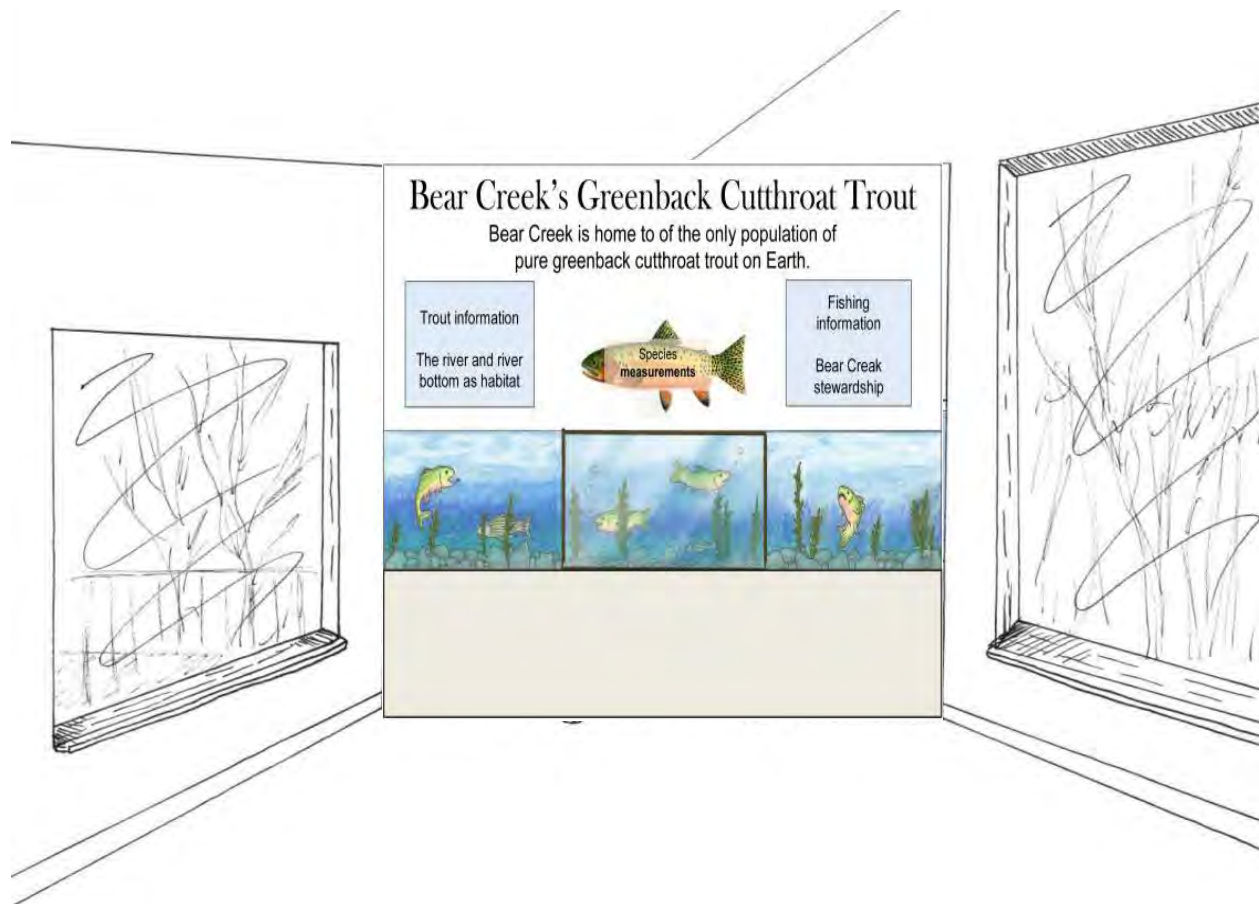 Bear Creek's Greenback Cutthroat Trout
Bear Creek is home to of the only population of
pure greenback cutthroat trout on Earth.
Trout information
The river and river
bottom as habitat
Species
measurements
Fishing
information
Bear Creak
stewardship